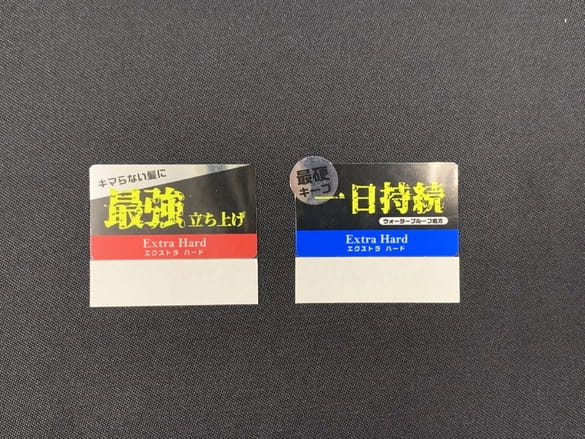 キマらない髪に
最強の立ち上げ
Extra Hard
エクストラ ハード
最硬
キープ
一日持続
ウォータープルーフ処方
Extra Hard
エクストラ ハード